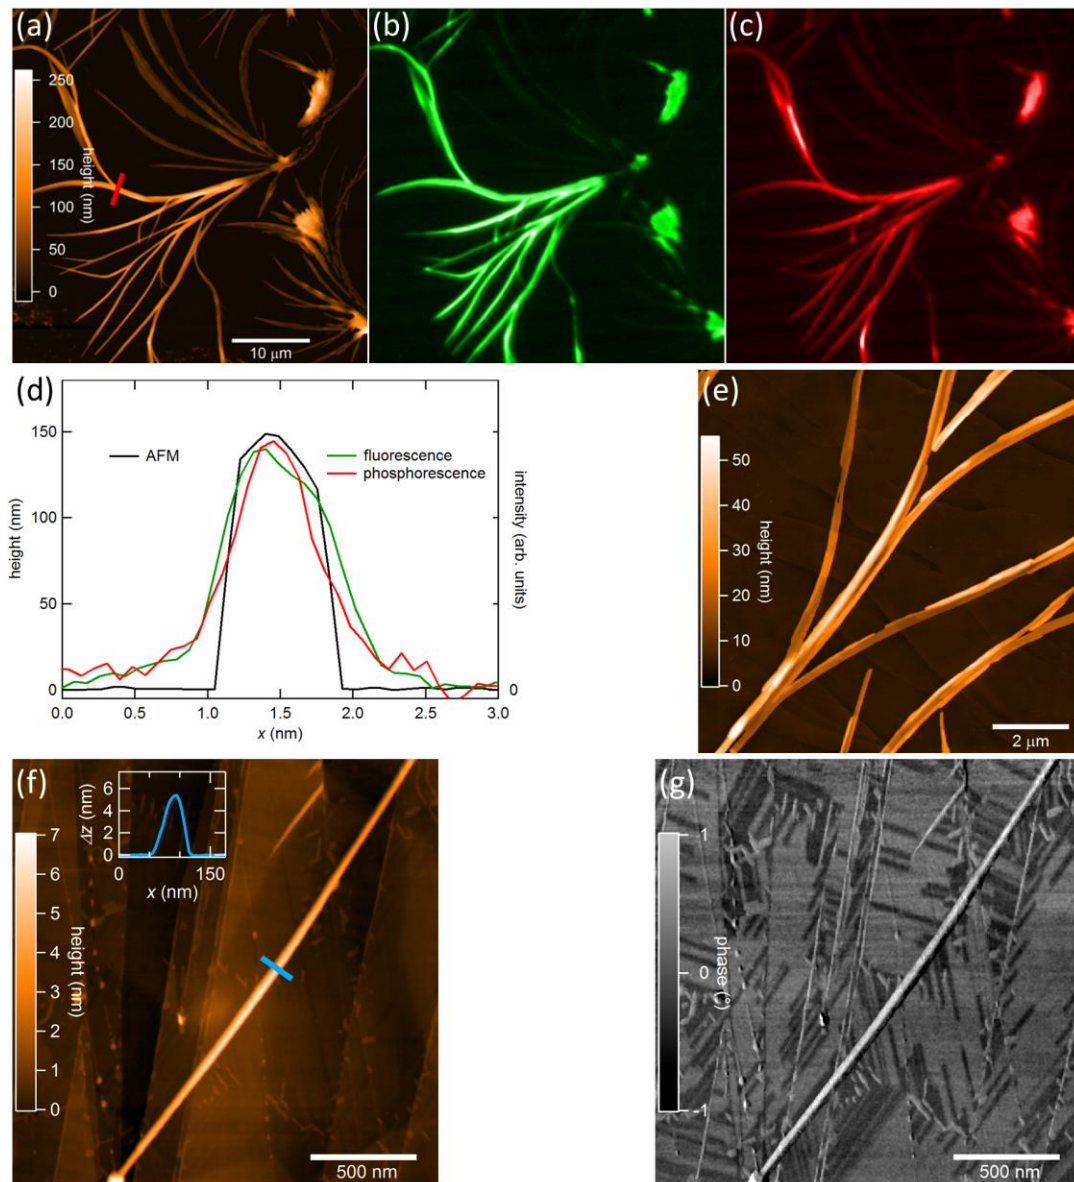 (a)
250
200
150
100
50
0
height (nm)
10 μm
(b)
(c)
(d)
150
100
50
0
height (nm)
AFM
fluorescence
phosphorescence
intensity (arb. units)
0
0.0 0.5 1.0 1.5 2.0 2.5 3.0
x (nm)
(e)
50
40
30
20
10
0
height (nm)
2 μm
(f)
7
6
5
4
3
2
1
0
height (nm)
6
4
2
0
ΔZ (nm)
0 150
x (nm)
500 nm
(g)
1
0
-1
phase (°)
500 nm